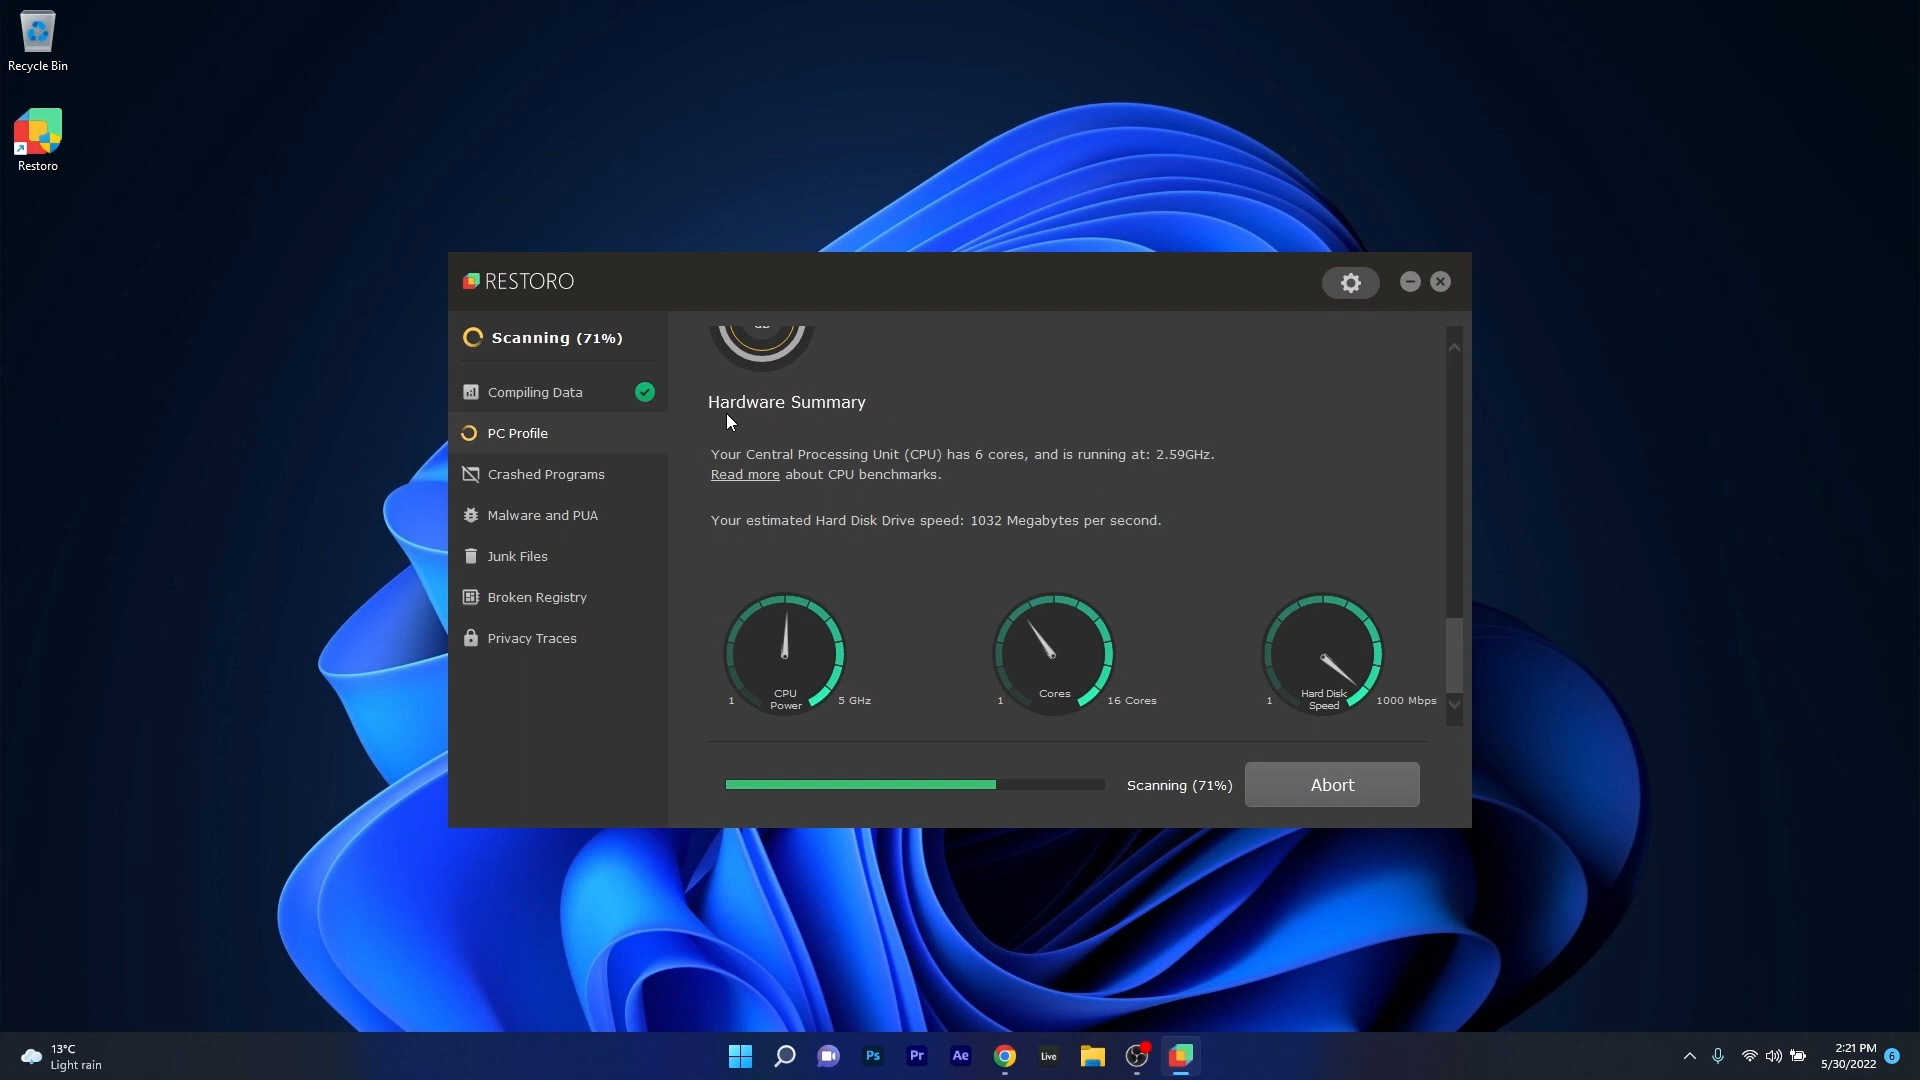 Recycle Bin
Restoro
RESTORO
Scanning (71%)
Compiling Data
PC Profile
Crashed Programs
Malware and PUA
Junk Files
Broken Registry
Privacy Traces
Hardware Summary
Your Central Processing Unit (CPU) has 6 cores, and is running at: 2.59GHz.
Read more about CPU benchmarks.
Your estimated Hard Disk Drive speed: 1032 Megabytes per second.
1 CPU Power 5 GHz
1 Cores 16 Cores
1 Hard Disk Speed 1000 Mbps
Scanning (71%)
Abort
13°C
Light rain
Ps
Pr
Ae
Live
2:21 PM
5/30/2022
6